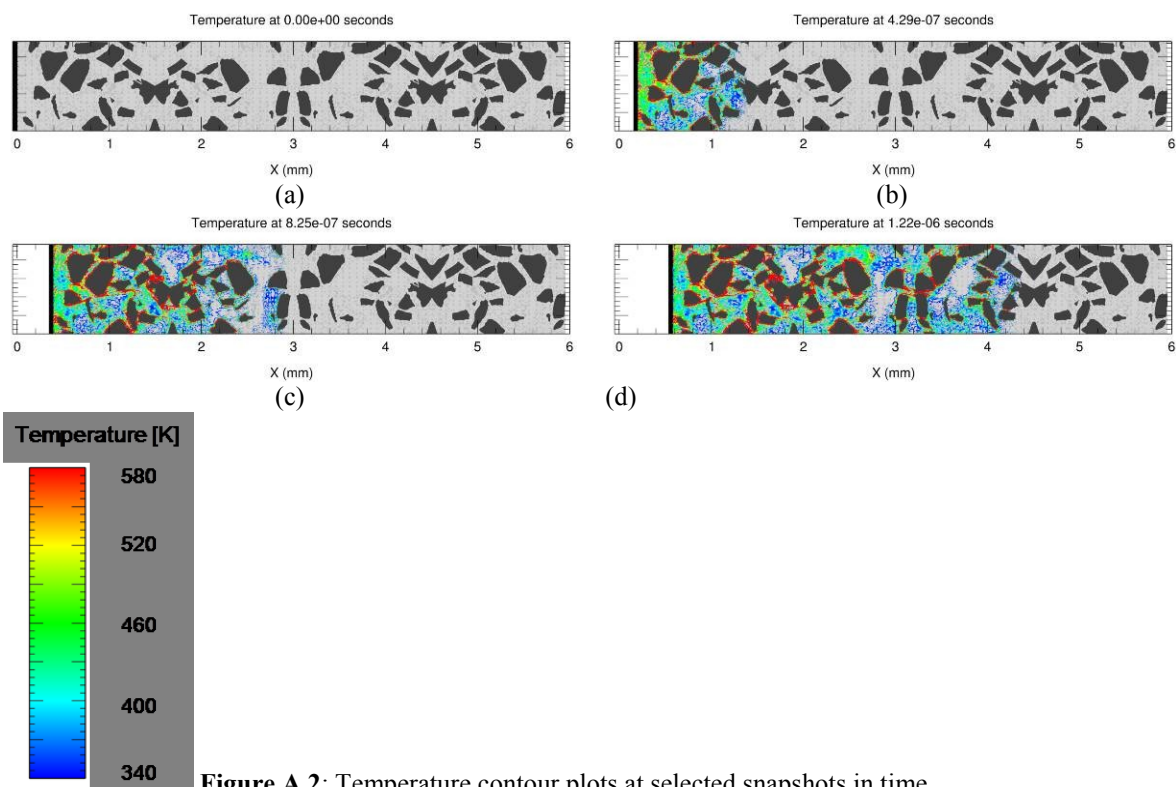 Temperature at 0.00e+00 seconds
0 1 2 3 4 5 6
X (mm)
(a)
Temperature at 4.29e-07 seconds
0 1 2 3 4 5 6
X (mm)
(b)
Temperature at 8.25e-07 seconds
0 1 2 3 4 5 6
X (mm)
(c)
Temperature at 1.22e-06 seconds
0 1 2 3 4 5 6
X (mm)
(d)
Temperature [K]
580
520
460
400
340
Figure A.2: Temperature contour plots at selected snapshots in time